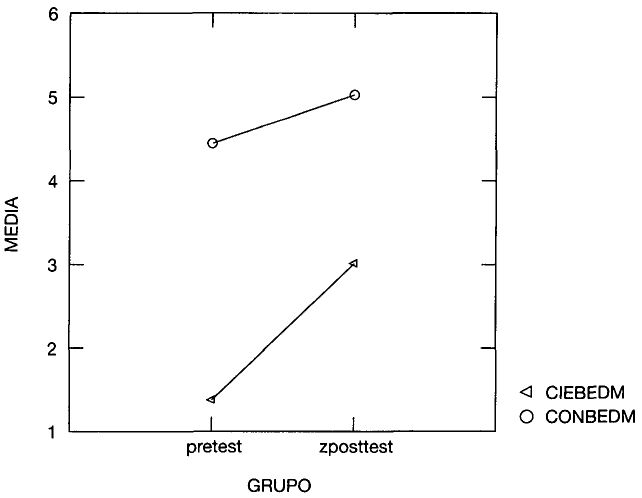 6
5
4
3
2
1
MEDIA
pretest zposttest
GRUPO
CIEBEDM
CONBEDM